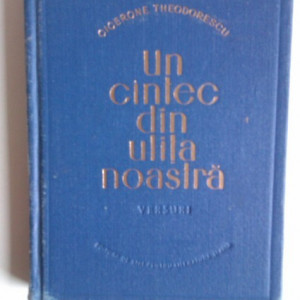 CICERONE THEODORESCU
Un
cîntec
din
ulița
noastră
VERSURI